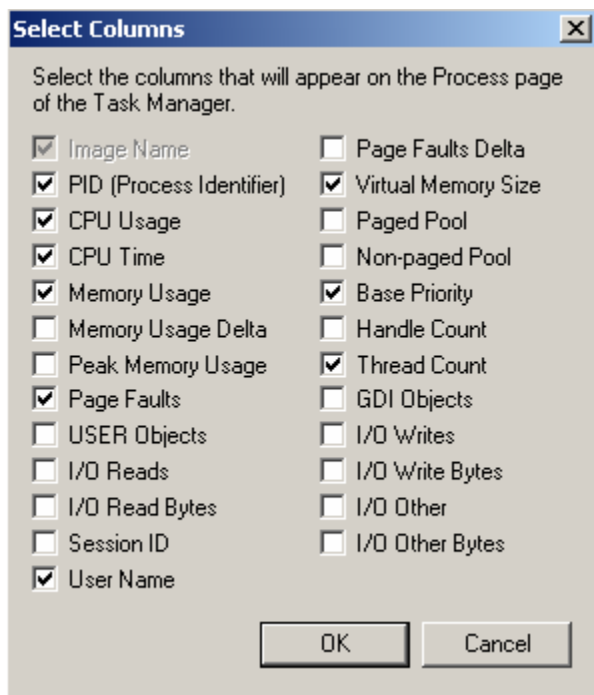 Select Columns
Select the columns that will appear on the Process page
of the Task Manager.
Image Name
PID (Process Identifier)
CPU Usage
CPU Time
Memory Usage
Memory Usage Delta
Peak Memory Usage
Page Faults
USER Objects
I/O Reads
I/O Read Bytes
Session ID
User Name
Page Faults Delta
Virtual Memory Size
Paged Pool
Non-paged Pool
Base Priority
Handle Count
Thread Count
GDI Objects
I/O Writes
I/O Write Bytes
I/O Other
I/O Other Bytes
OK
Cancel